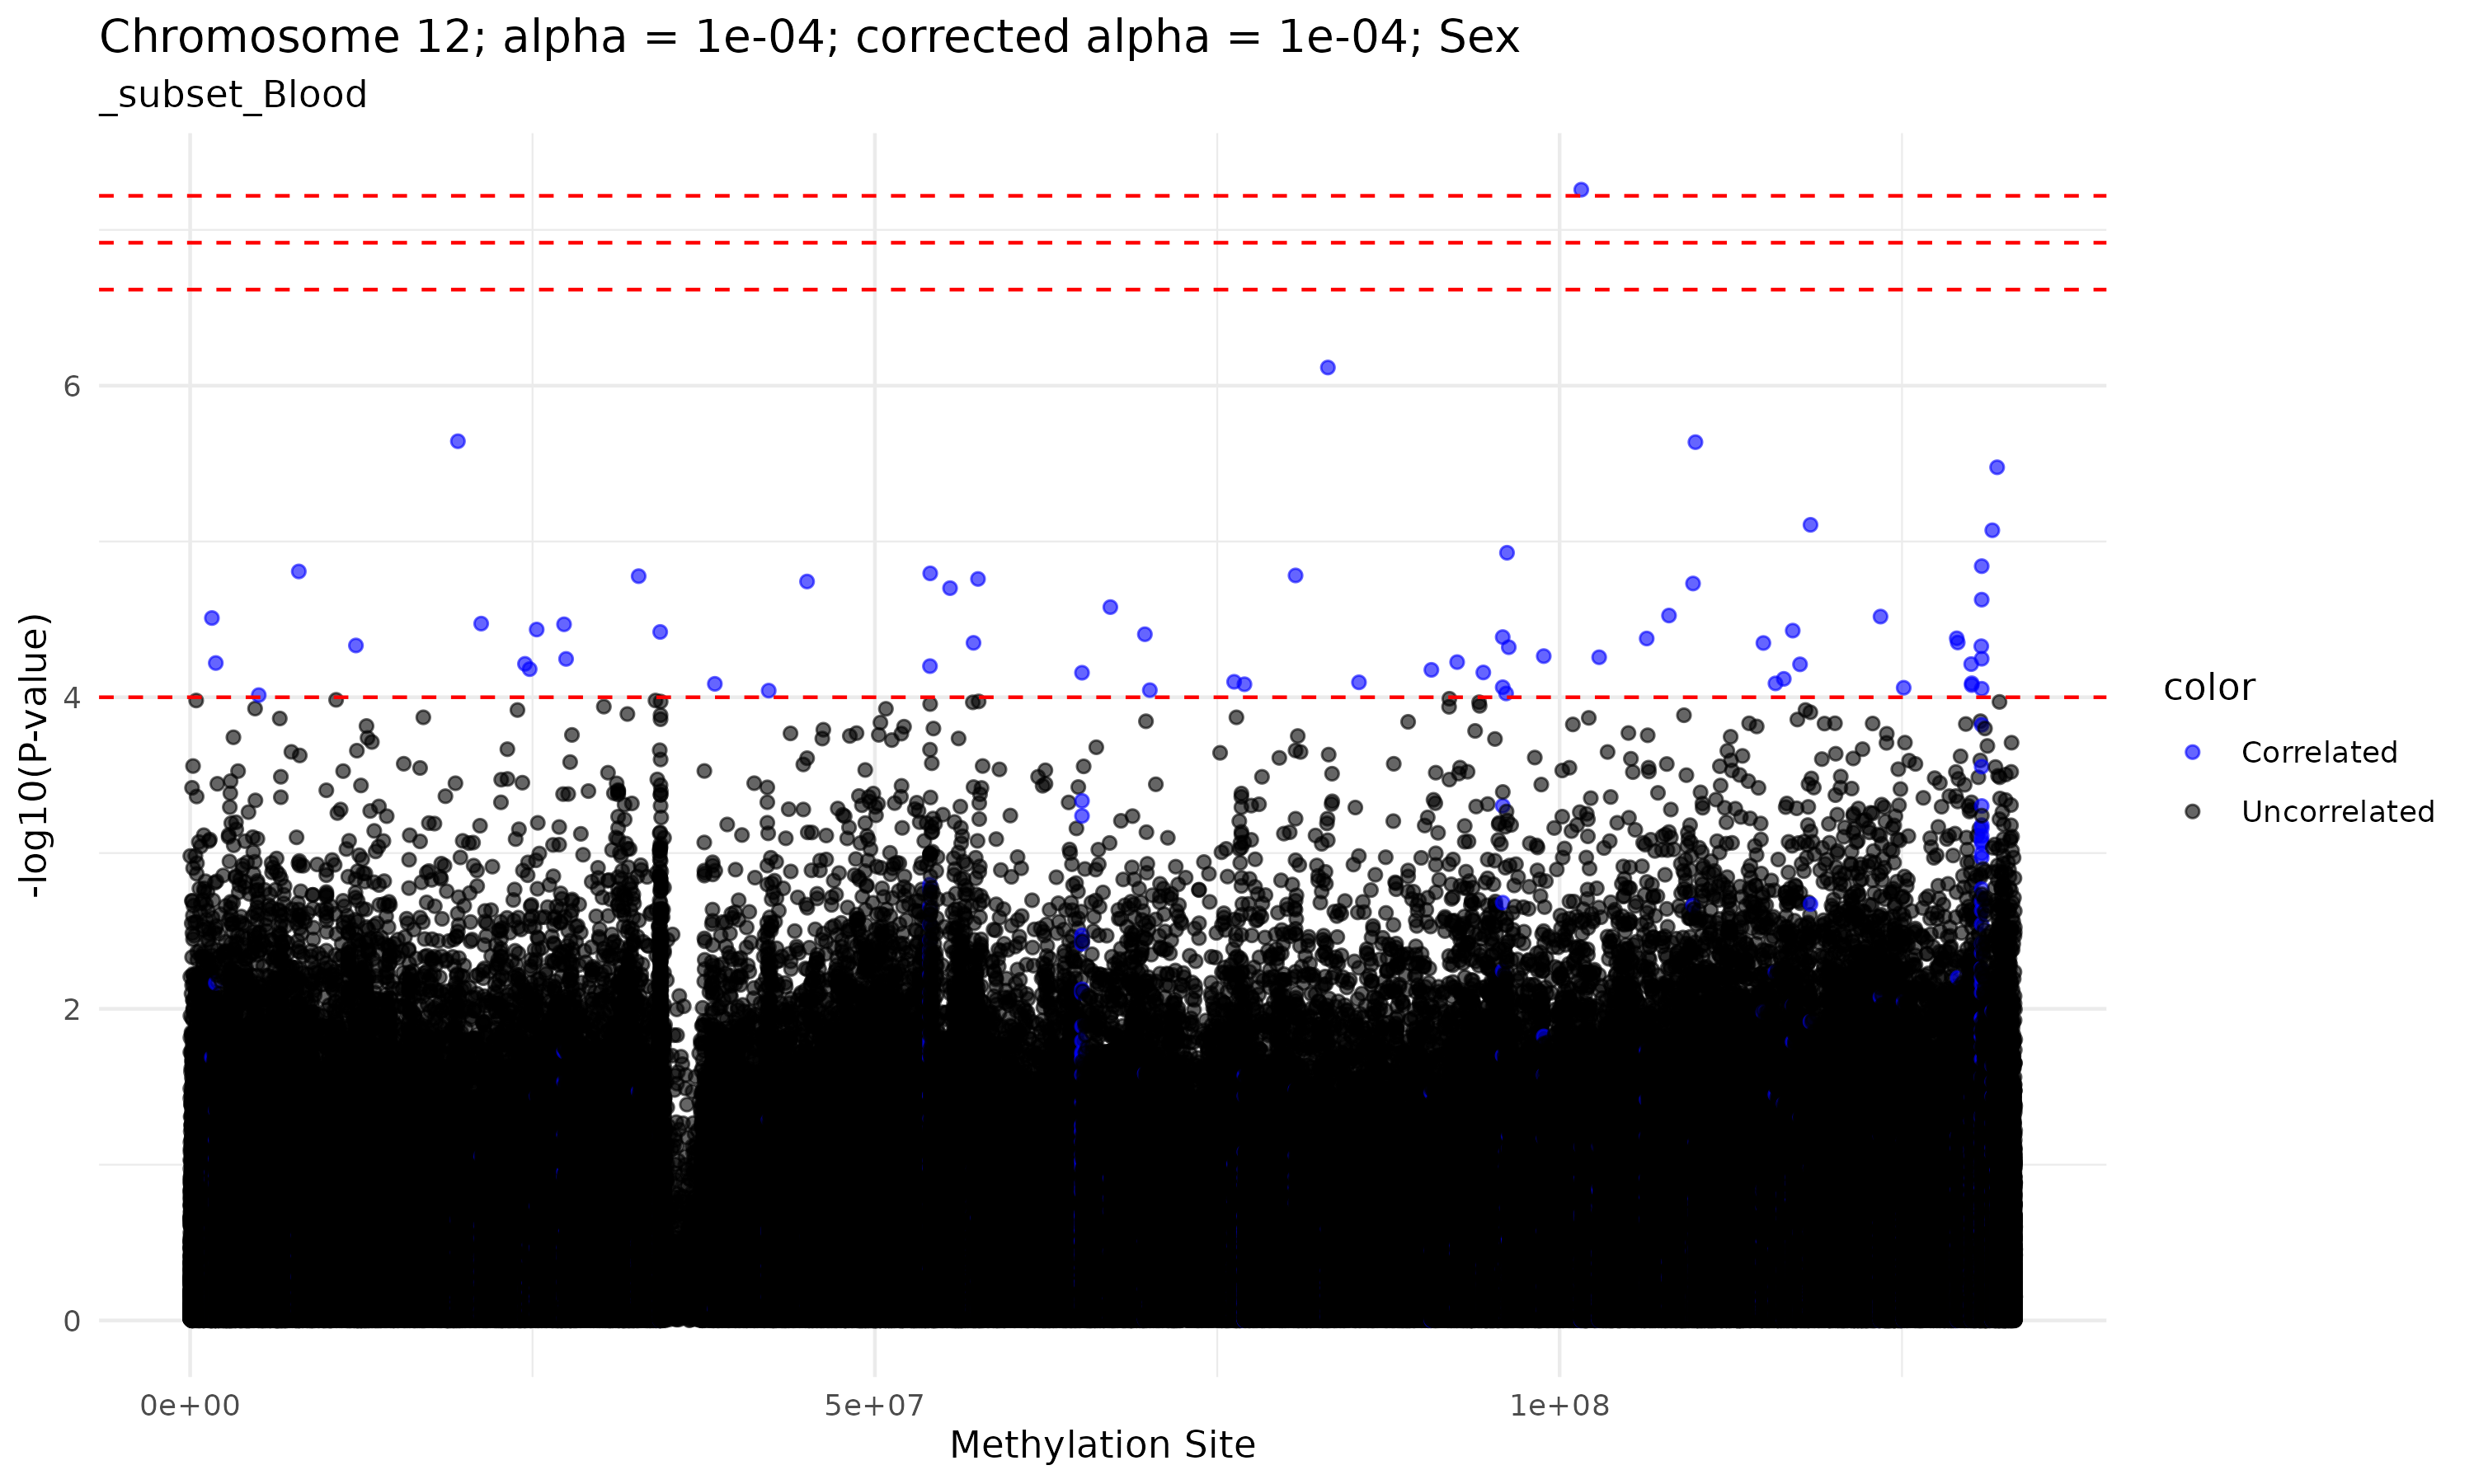 Chromosome 12; alpha = 1e-04; corrected alpha = 1e-04; Sex
_subset_Blood
-log10(P-value)
6
4
2
0
0e+00 5e+07 1e+08
Methylation Site
color
Correlated
Uncorrelated